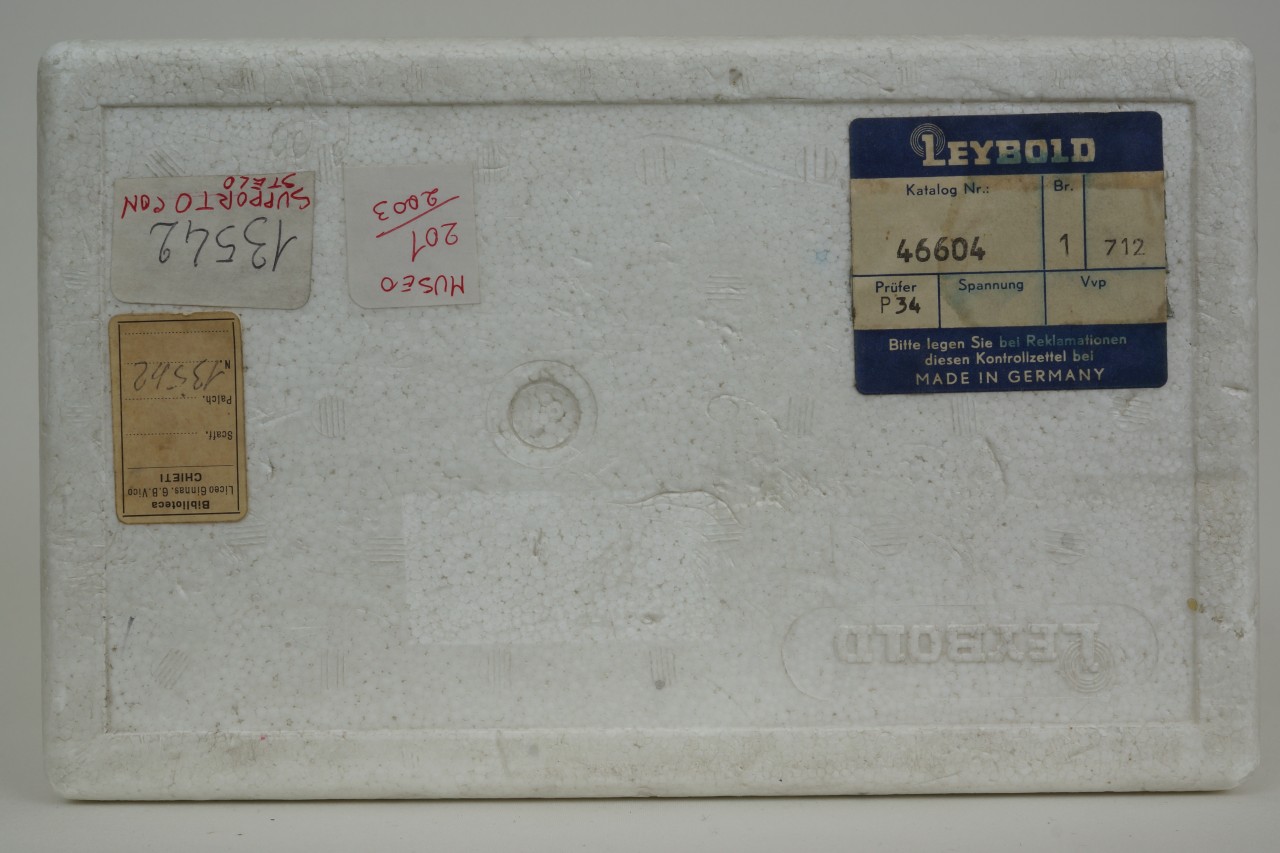 LEYBOLD
Katalog Nr.: Br.
46604 1 712
Prüfer Spannung Vvp
P34
Bitte legen Sie bei Reklamationen
diesen Kontrollzettel bei
MADE IN GERMANY
SUPPORTO CON
STELO
13542
MUSEO
201
2003
Biblioteca
Liceo Ginnas. G.B. Vico
CHIETI
Scaff.
Palch.
N. 13542
LEYBOLD